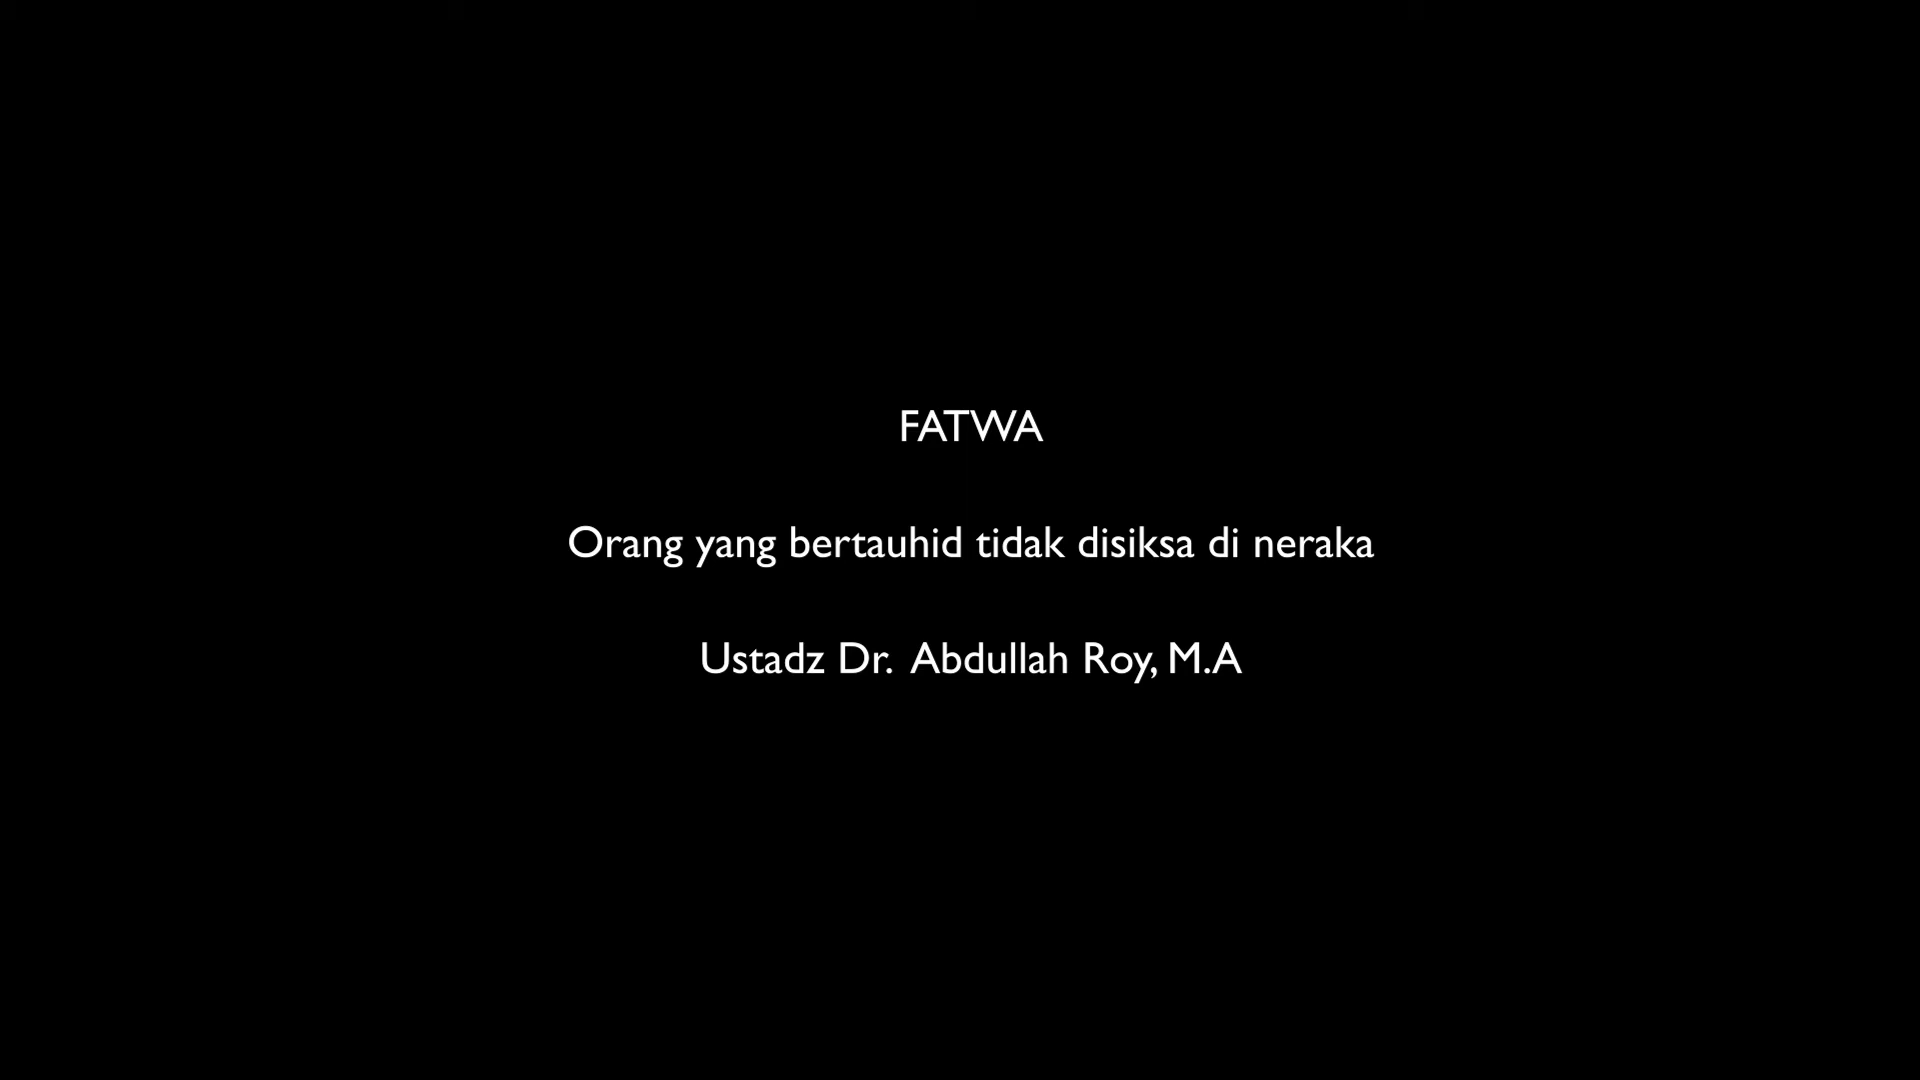 FATWA
Orang yang bertauhid tidak disiksa di neraka
Ustadz Dr. Abdullah Roy, M.A